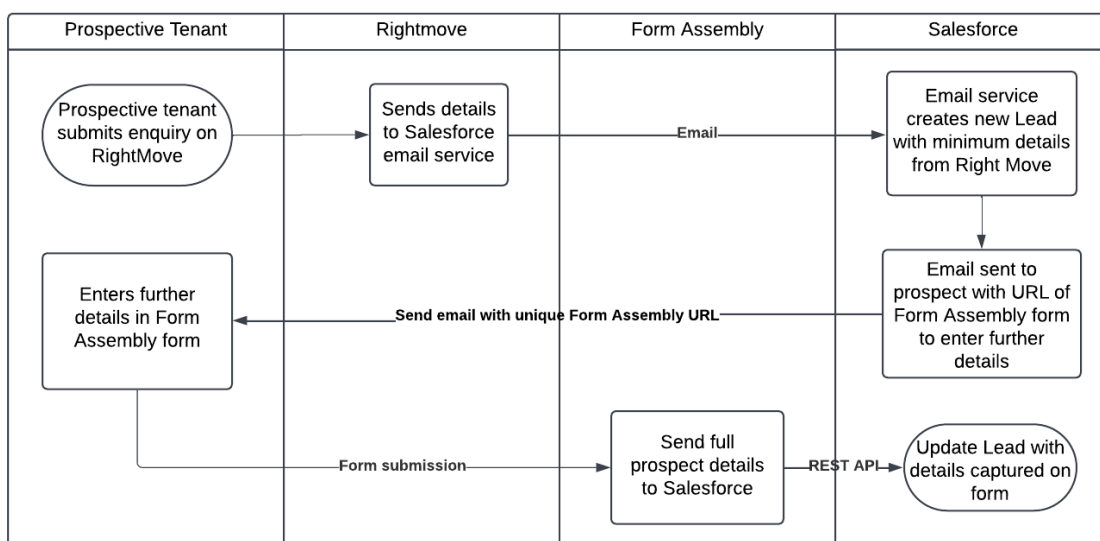 Prospective Tenant
Rightmove
Form Assembly
Salesforce
Prospective tenant
submits enquiry on
RightMove
Sends details
to Salesforce
email service
Email
Email service
creates new Lead
with minimum details
from Right Move
Enters further
details in Form
Assembly form
Send email with unique Form Assembly URL
Email sent to
prospect with URL of
Form Assembly form
to enter further
details
Form submission
Send full
prospect details
to Salesforce
REST API
Update Lead with
details captured on
form